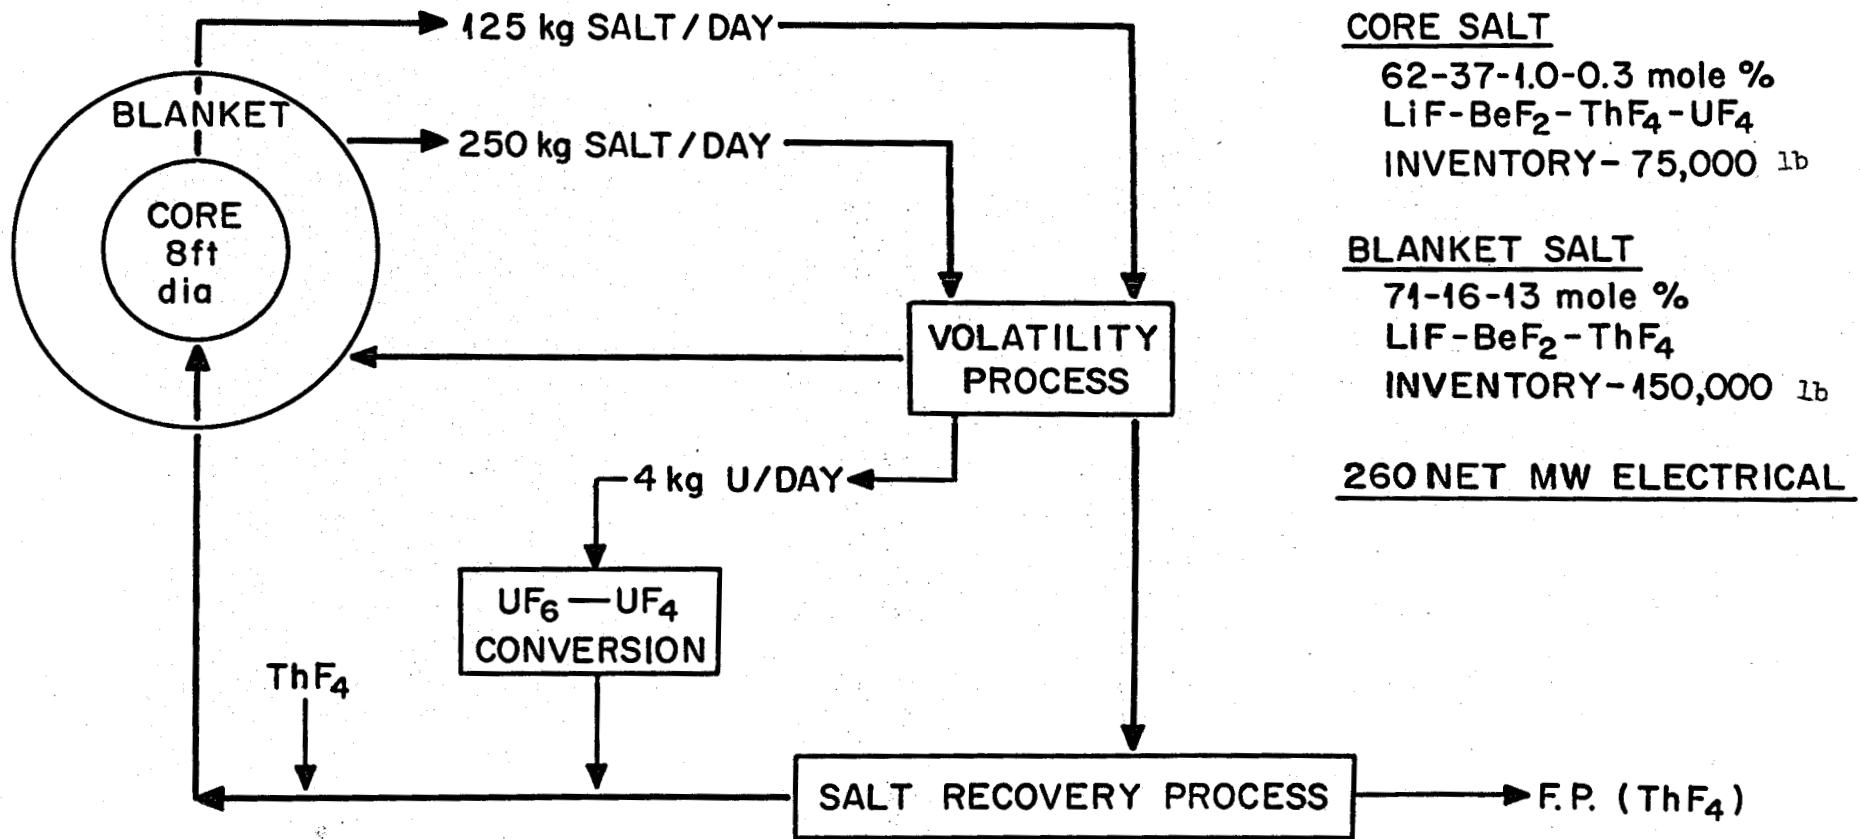 125 kg SALT/DAY
BLANKET
250 kg SALT/DAY
CORE
8ft
dia
VOLATILITY
PROCESS
4 kg U/DAY
UF₆ — UF₄
CONVERSION
ThF₄
SALT RECOVERY PROCESS
F.P. (ThF₄)
CORE SALT
62-37-1.0-0.3 mole %
LiF-BeF₂-ThF₄-UF₄
INVENTORY-75,000 lb
BLANKET SALT
71-16-13 mole %
LiF-BeF₂-ThF₄
INVENTORY-150,000 lb
260 NET MW ELECTRICAL